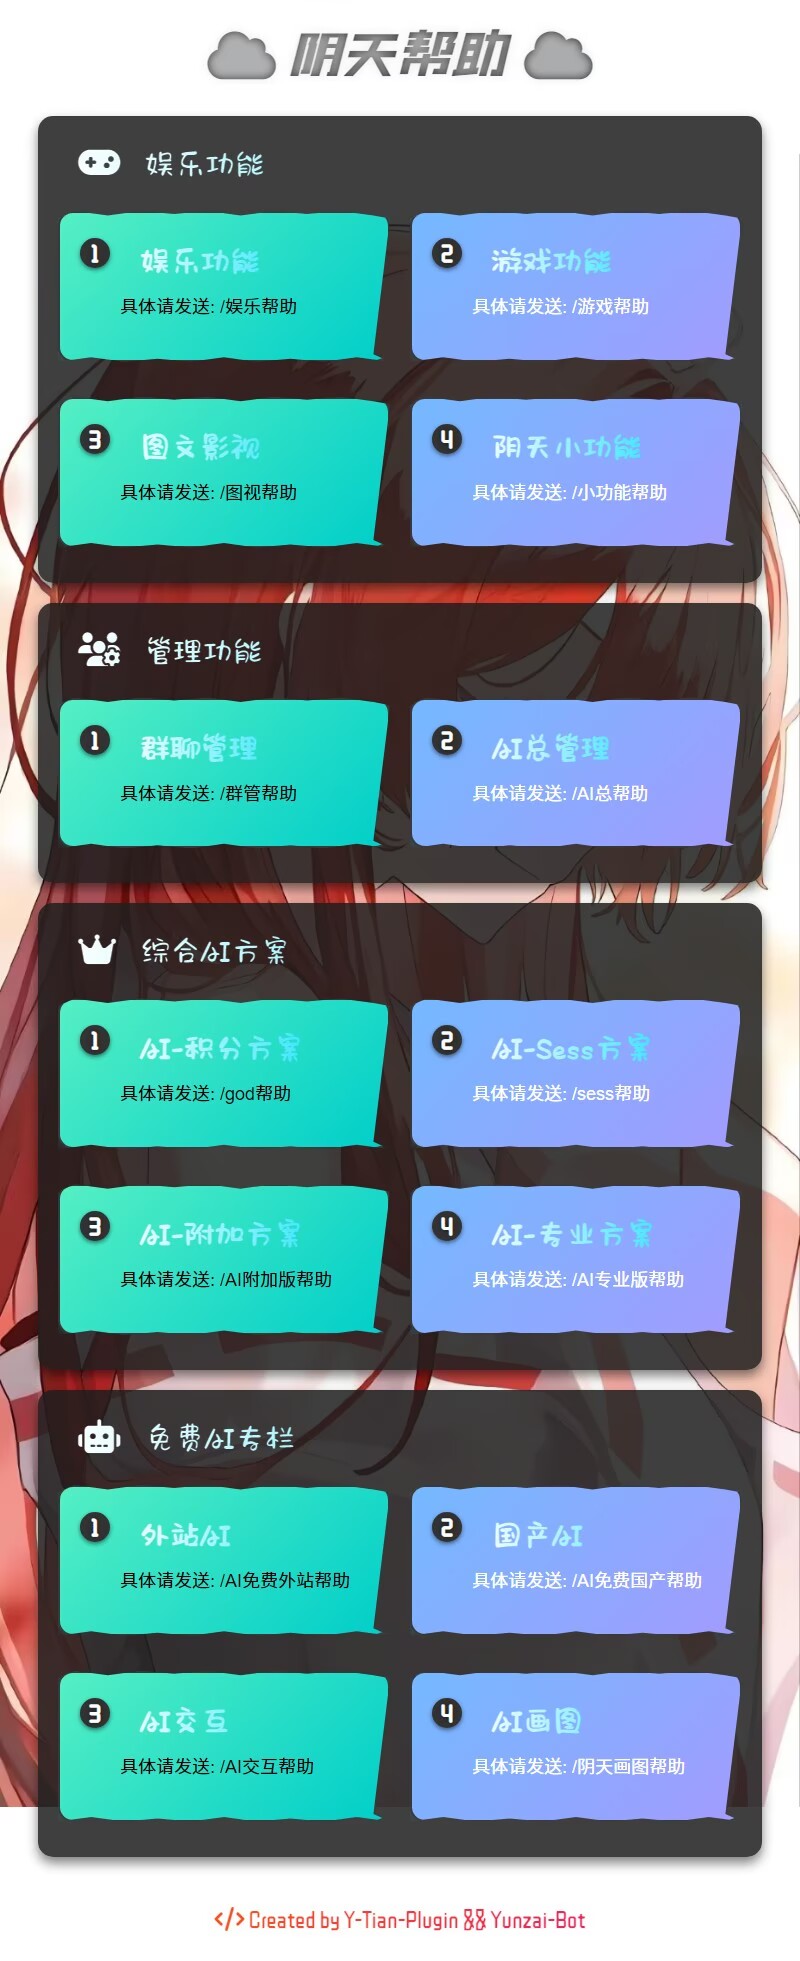 阴天帮助
娱乐功能
1 娱乐功能
具体请发送: /娱乐帮助
2 游戏功能
具体请发送: /游戏帮助
3 图文影视
具体请发送: /图视帮助
4 阴天小功能
具体请发送: /小功能帮助
管理功能
1 群聊管理
具体请发送: /群管帮助
2 AI总管理
具体请发送: /AI总帮助
综合AI方案
1 AI-积分方案
具体请发送: /god帮助
2 AI-Sess方案
具体请发送: /sess帮助
3 AI-附加方案
具体请发送: /AI附加版帮助
4 AI-专业方案
具体请发送: /AI专业版帮助
免费AI专栏
1 外站AI
具体请发送: /AI免费外站帮助
2 国产AI
具体请发送: /AI免费国产帮助
3 AI交互
具体请发送: /AI交互帮助
4 AI画图
具体请发送: /阴天画图帮助
</> Created by Y-Tian-Plugin && Yunzai-Bot